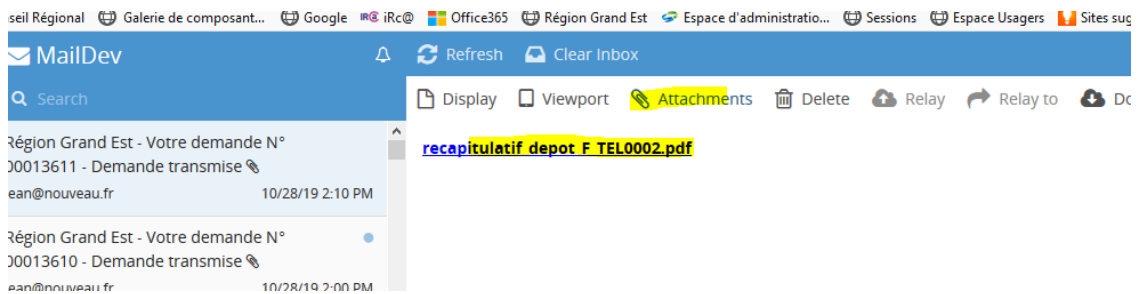 Galerie de composant... Google iRc@ Office365 Région Grand Est Espace d'administratio... Sessions Espace Usagers Sites sug
MailDev Refresh Clear Inbox
Search Display Viewport Attachments Delete Relay Relay to Do
Région Grand Est - Votre demande N°
00013611 - Demande transmise
ean@nouveau.fr 10/28/19 2:10 PM
recapitulatif_depot_F_TEL0002.pdf
Région Grand Est - Votre demande N°
00013610 - Demande transmise
ean@nouveau.fr 10/28/19 2:00 PM